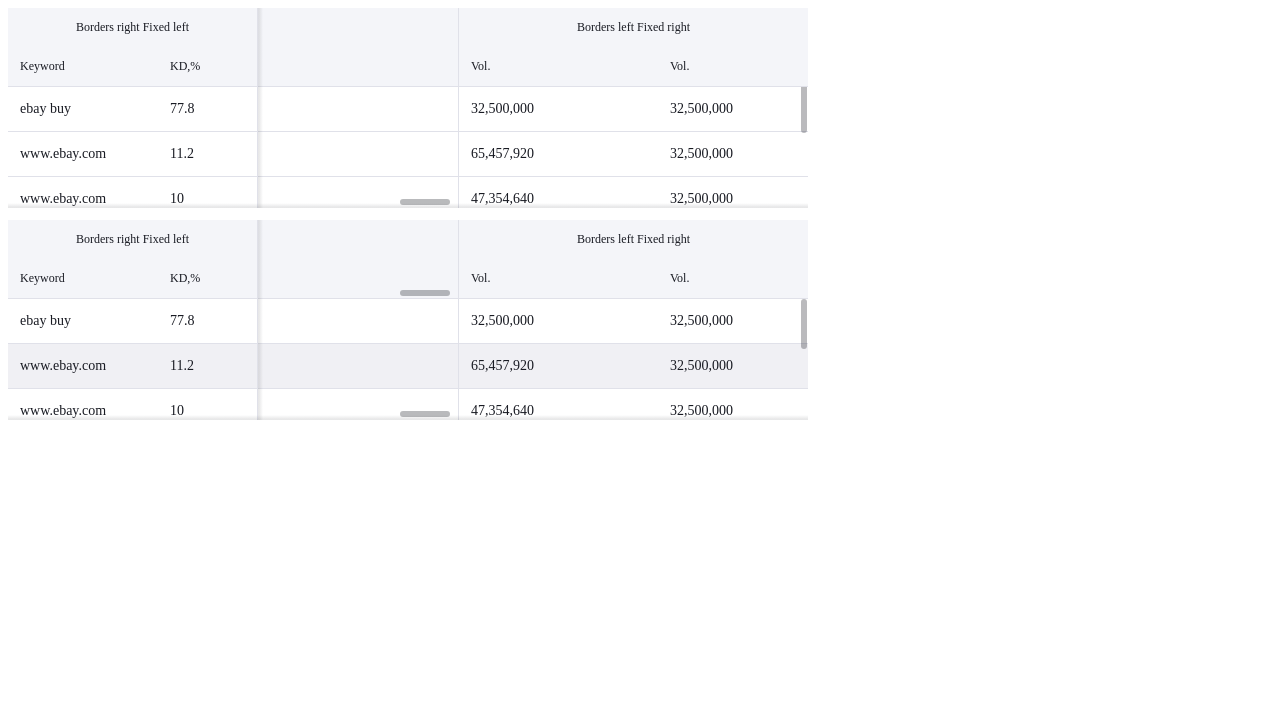 Borders right Fixed left Borders left Fixed right
Keyword KD,% Vol. Vol.
ebay buy 77.8 32,500,000 32,500,000
www.ebay.com 11.2 65,457,920 32,500,000
www.ebay.com 10 47,354,640 32,500,000
Borders right Fixed left Borders left Fixed right
Keyword KD,% Vol. Vol.
ebay buy 77.8 32,500,000 32,500,000
www.ebay.com 11.2 65,457,920 32,500,000
www.ebay.com 10 47,354,640 32,500,000